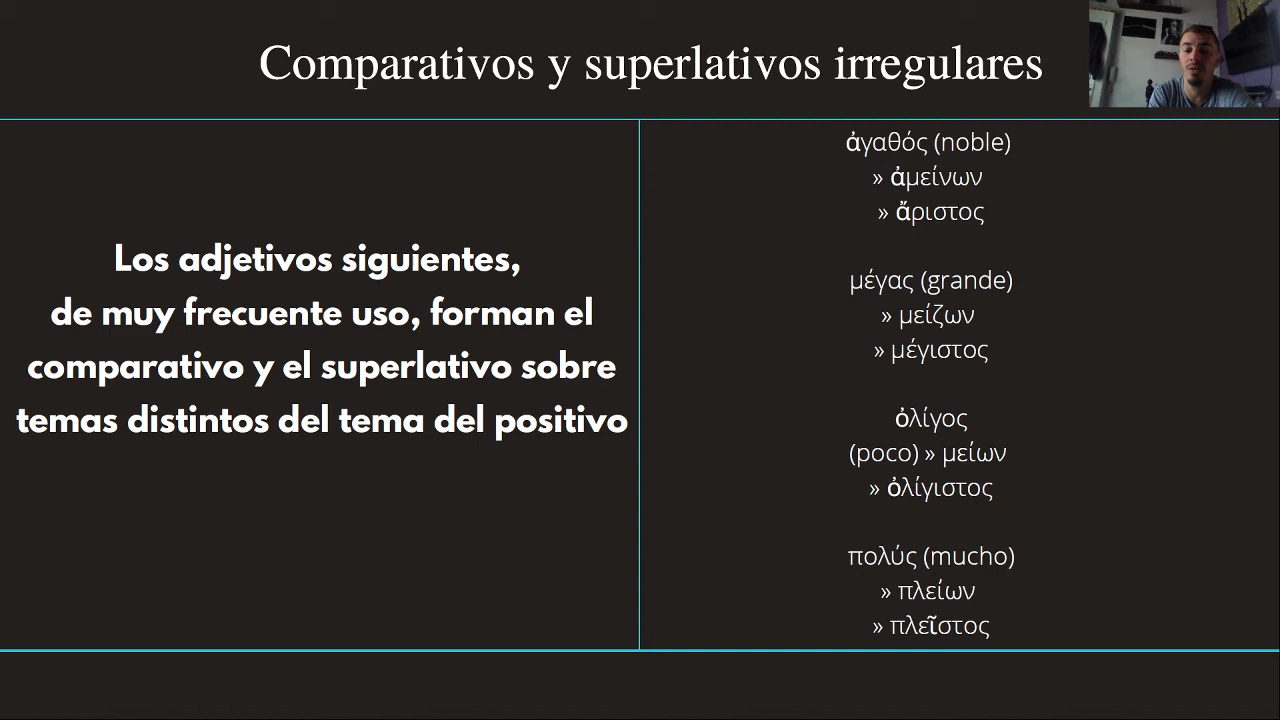 Comparativos y superlativos irregulares
Los adjetivos siguientes,
de muy frecuente uso, forman el
comparativo y el superlativo sobre
temas distintos del tema del positivo
ἀγαθός (noble)
» ἀμείνων
» ἄριστος
μέγας (grande)
» μείζων
» μέγιστος
ὀλίγος
(poco) » μείων
» ὀλίγιστος
πολύς (mucho)
» πλείων
» πλεῖστος